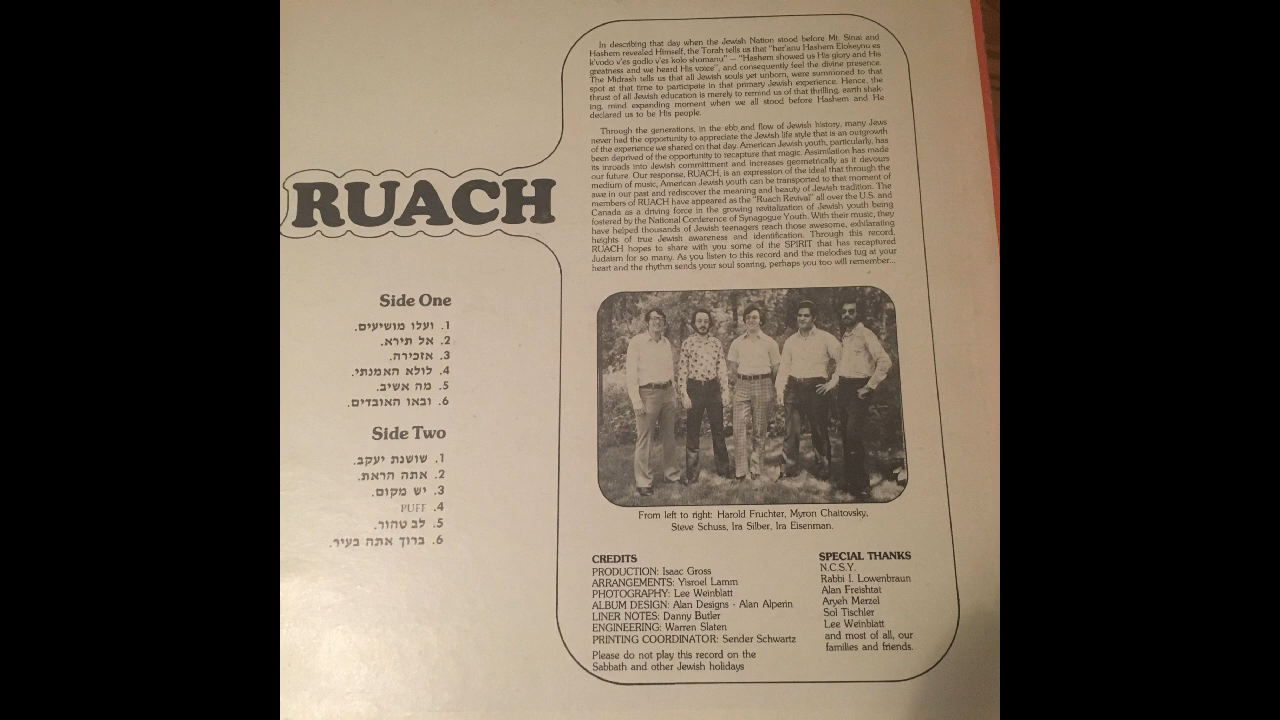 RUACH
Side One
1. ועלו מושיעים.
2. אל תירא.
3. אזכירה.
4. לולא האמנתי.
5. מה אשיב.
6. ובאו האובדים.
Side Two
1. שושנת יעקב.
2. אתה הראת.
3. יש מקום.
4. PUFF
5. לב טהור.
6. ברוך אתה בעיר.
In describing that day when the Jewish Nation stood before Mt. Sinai and
Hashem revealed Himself, the Torah tells us that "her'anu Hashem Elokeynu es
k'vodo v'es godlo v'es kolo shomanu" — "Hashem showed us His glory and His
greatness and we heard His voice", and consequently feel the divine presence.
The Midrash tells us that all Jewish souls yet unborn, were summoned to that
spot at that time to participate in that primary Jewish experience. Hence, the
thrust of all Jewish education is merely to remind us of that thrilling, earth shak-
ing, mind expanding moment when we all stood before Hashem and He
declared us to be His people.
Through the generations, in the ebb and flow of Jewish history, many Jews
never had the opportunity to appreciate the Jewish life style that is an outgrowth
of the experience we shared on that day. American Jewish youth, particularly, has
been deprived of the opportunity to recapture that magic. Assimilation has made
its inroads into Jewish committment and increases geometrically as it devours
our future. Our response, RUACH, is an expression of the ideal that through the
medium of music, American Jewish youth can be transported to that moment of
awe in our past and rediscover the meaning and beauty of Jewish tradition. The
members of RUACH have appeared as the "Ruach Revival" all over the U.S. and
Canada as a driving force in the growing revitalization of Jewish youth being
fostered by the National Conference of Synagogue Youth. With their music, they
have helped thousands of Jewish teenagers reach those awesome, exhilarating
heights of true Jewish awareness and identification. Through this record,
RUACH hopes to share with you some of the SPIRIT that has recaptured
Judaism for so many. As you listen to this record and the melodies tug at your
heart and the rhythm sends your soul soaring, perhaps you too will remember...
From left to right: Harold Fruchter, Myron Chaitovsky,
Steve Schuss, Ira Silber, Ira Eisenman.
CREDITS
PRODUCTION: Isaac Gross
ARRANGEMENTS: Yisroel Lamm
PHOTOGRAPHY: Lee Weinblatt
ALBUM DESIGN: Alan Designs - Alan Alperin
LINER NOTES: Danny Butler
ENGINEERING: Warren Slaten
PRINTING COORDINATOR: Sender Schwartz
Please do not play this record on the
Sabbath and other Jewish holidays
SPECIAL THANKS
N.C.S.Y.
Rabbi I. Lowenbraun
Alan Freishtat
Aryeh Merzel
Sol Tischler
Lee Weinblatt
and most of all, our
families and friends.